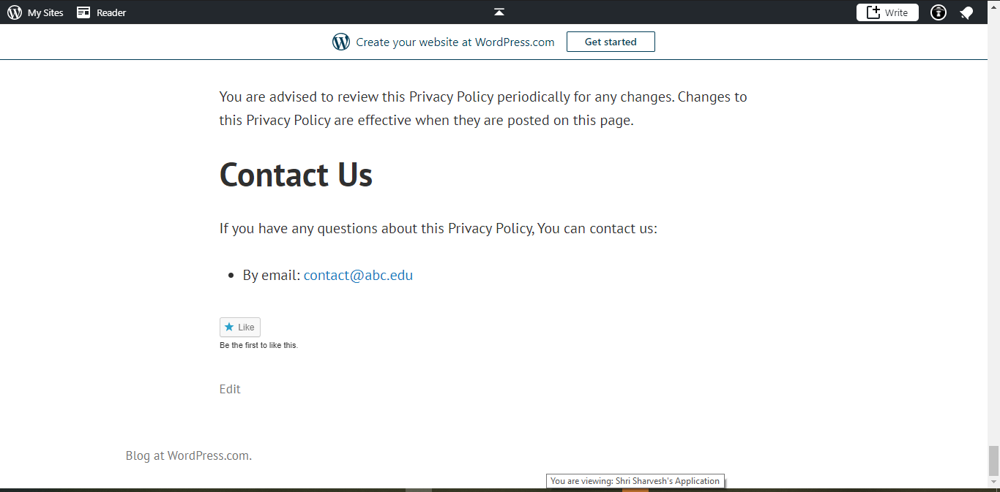 My Sites Reader Write
Create your website at WordPress.com Get started
You are advised to review this Privacy Policy periodically for any changes. Changes to
this Privacy Policy are effective when they are posted on this page.
Contact Us
If you have any questions about this Privacy Policy, You can contact us:
• By email: contact@abc.edu
Like
Be the first to like this.
Edit
Blog at WordPress.com.
You are viewing: Shri Sharvesh's Application